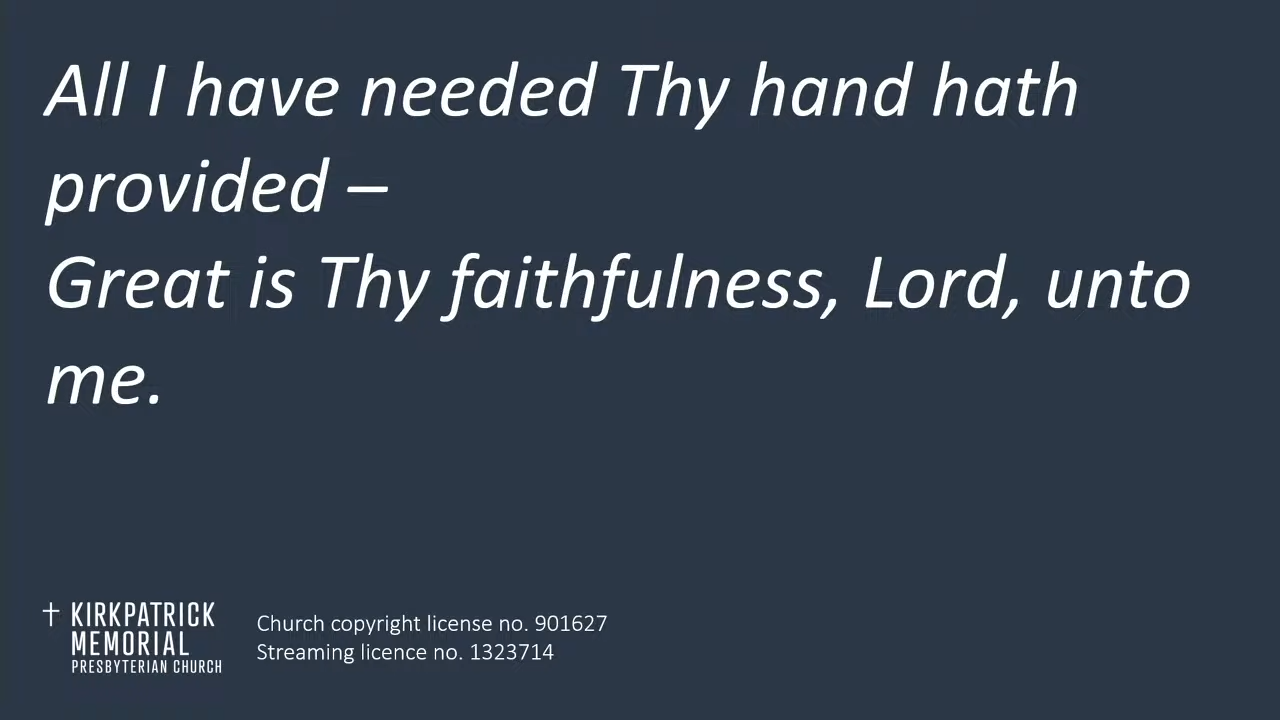 All I have needed Thy hand hath
provided –
Great is Thy faithfulness, Lord, unto
me.
KIRKPATRICK
MEMORIAL
PRESBYTERIAN CHURCH
Church copyright license no. 901627
Streaming licence no. 1323714